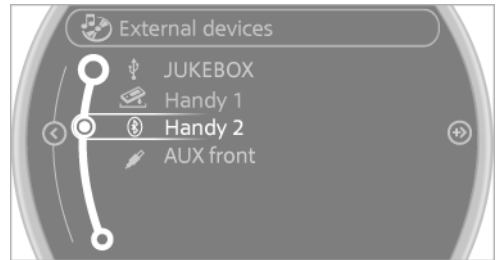 External devices
JUKEBOX
Handy 1
Handy 2
AUX front